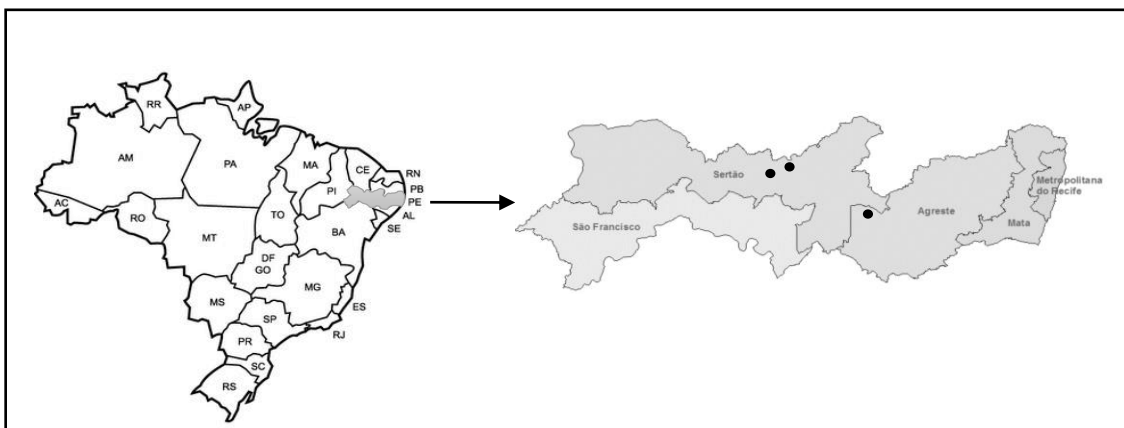 RR
AP
AM
PA
MA
CE
RN
PI
PB
PE
AC
RO
TO
AL
SE
MT
BA
DF
GO
MG
MS
ES
SP
RJ
PR
SC
RS
Sertão
São Francisco
Agreste
Metropolitana
do Recife
Mata